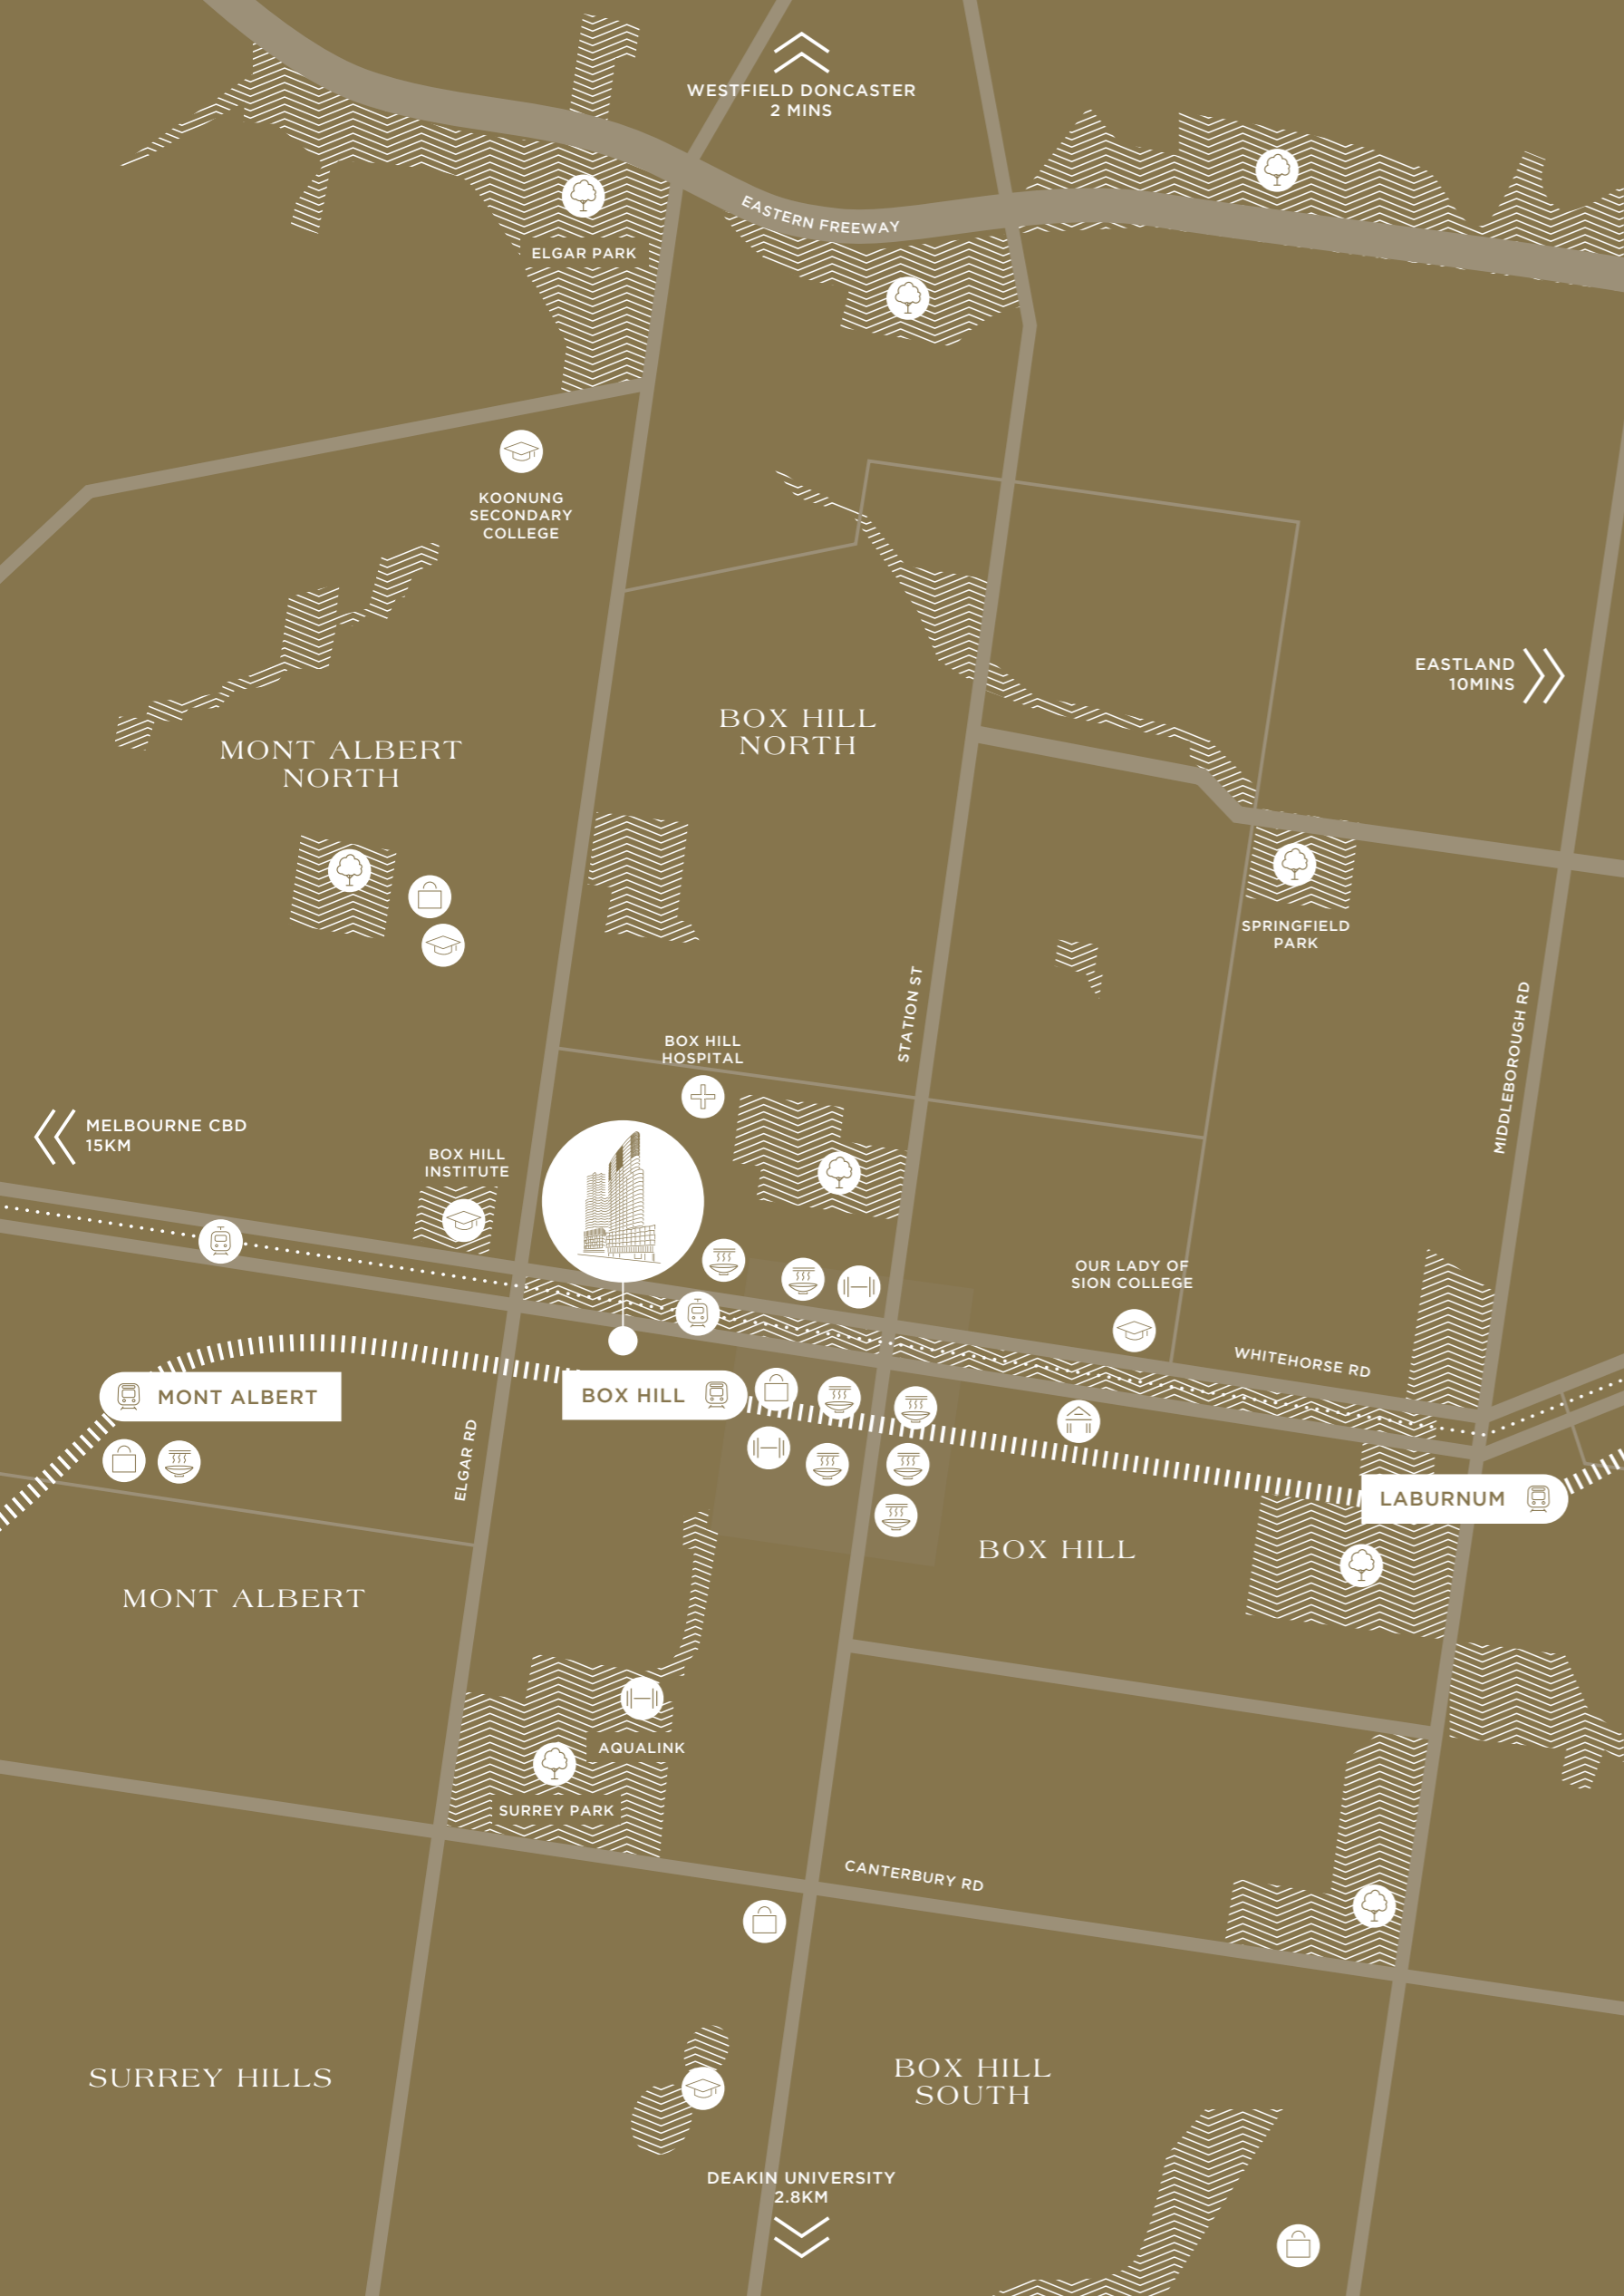 WESTFIELD DONCASTER
2 MINS
EASTERN FREEWAY
ELGAR PARK
KOONUNG
SECONDARY
COLLEGE
EASTLAND
10MINS
BOX HILL
NORTH
MONT ALBERT
NORTH
SPRINGFIELD
PARK
STATION ST
MIDDLEBOROUGH RD
BOX HILL
HOSPITAL
MELBOURNE CBD
15KM
BOX HILL
INSTITUTE
OUR LADY OF
SION COLLEGE
WHITEHORSE RD
MONT ALBERT
BOX HILL
ELGAR RD
LABURNUM
BOX HILL
MONT ALBERT
AQUALINK
SURREY PARK
CANTERBURY RD
SURREY HILLS
BOX HILL
SOUTH
DEAKIN UNIVERSITY
2.8KM